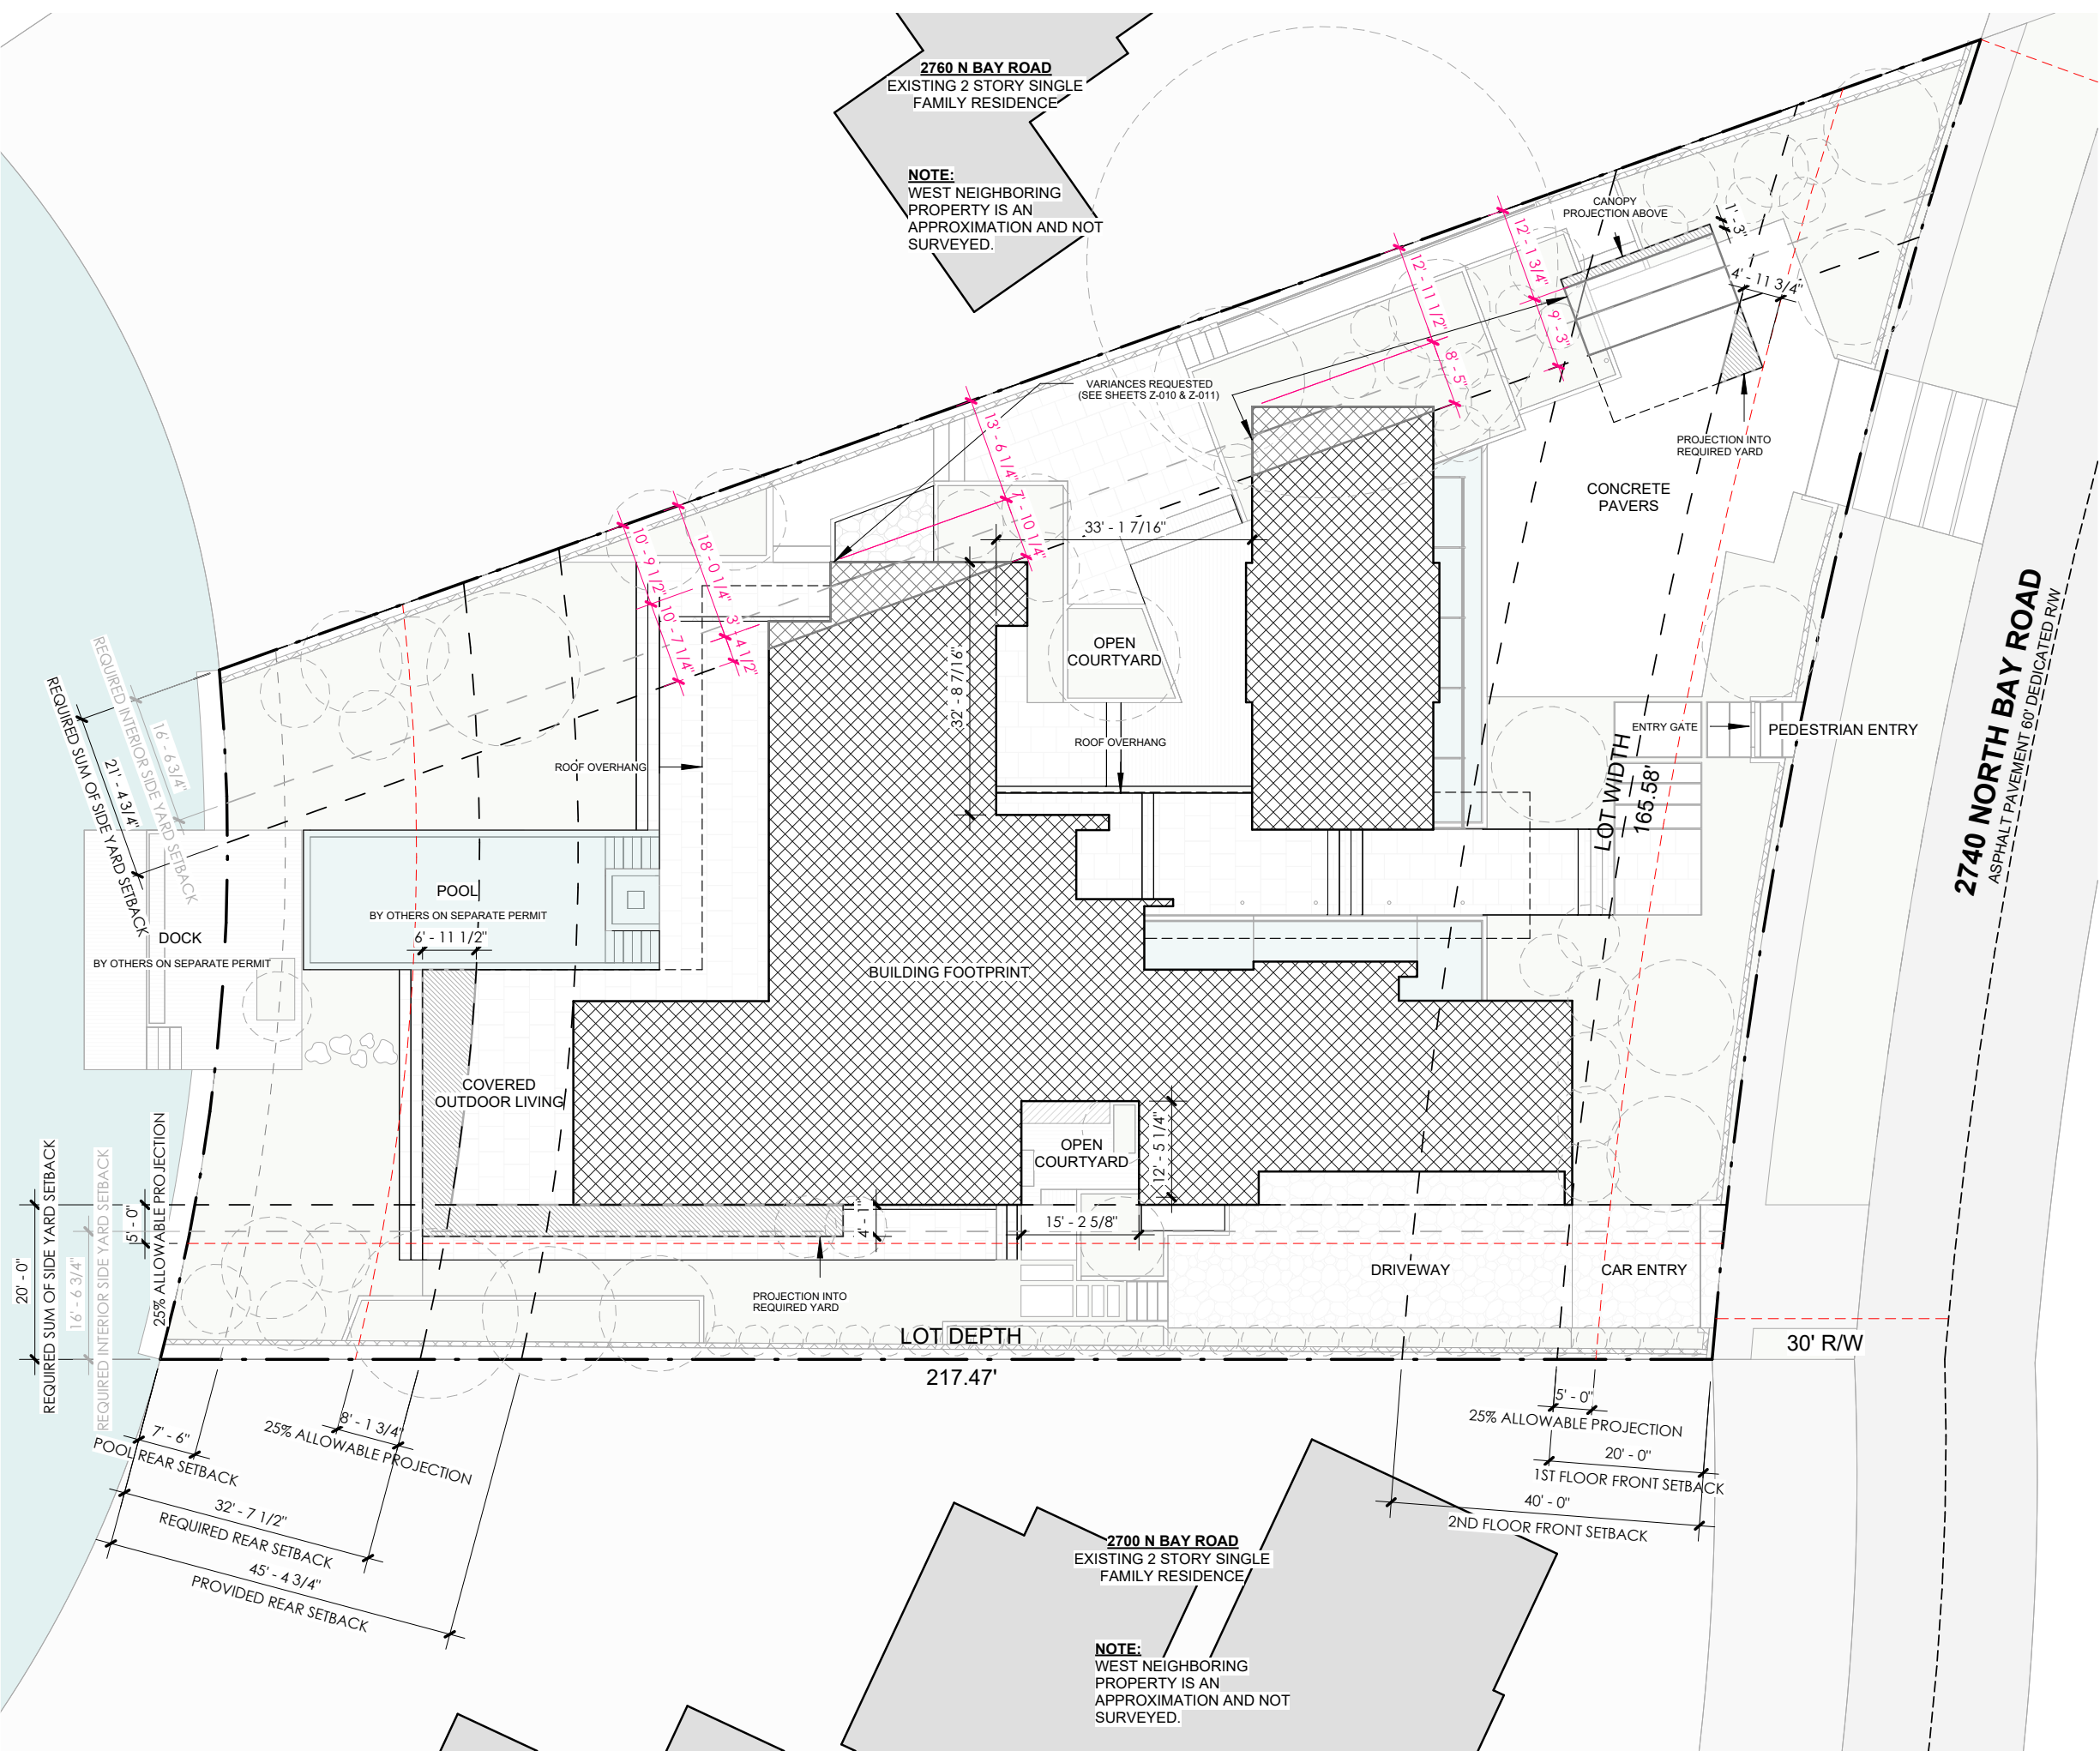 2760 N BAY ROAD
EXISTING 2 STORY SINGLE
FAMILY RESIDENCE
NOTE:
WEST NEIGHBORING
PROPERTY IS AN
APPROXIMATION AND NOT
SURVEYED.
CANOPY
PROJECTION ABOVE
1' - 3"
12' - 1 3/4"
9' - 3"
4' - 11 3/4"
12' - 11 1/2"
8' - 5"
VARIANCES REQUESTED
(SEE SHEETS Z-010 & Z-011)
13' - 6 1/4"
7' - 10 1/4"
PROJECTION INTO
REQUIRED YARD
CONCRETE
PAVERS
33' - 1 7/16"
10' - 9 1/2"
10' - 7 1/4"
18' - 0 1/4"
3' - 4 1/2"
OPEN
COURTYARD
32' - 8 7/16"
ROOF OVERHANG
ROOF OVERHANG
ENTRY GATE
PEDESTRIAN ENTRY
LOT WIDTH
165.58'
2740 NORTH BAY ROAD
ASPHALT PAVEMENT 60' DEDICATED R/W
REQUIRED INTERIOR SIDE YARD SETBACK
16' - 6 3/4"
REQUIRED SUM OF SIDE YARD SETBACK
21' - 4 3/4"
POOL
BY OTHERS ON SEPARATE PERMIT
6' - 11 1/2"
DOCK
BY OTHERS ON SEPARATE PERMIT
BUILDING FOOTPRINT
COVERED
OUTDOOR LIVING
OPEN
COURTYARD
12' - 5 1/4"
15' - 2 5/8"
4' - 1"
PROJECTION INTO
REQUIRED YARD
DRIVEWAY
CAR ENTRY
20' - 0"
REQUIRED SUM OF SIDE YARD SETBACK
16' - 6 3/4"
REQUIRED INTERIOR SIDE YARD SETBACK
5' - 0"
25% ALLOWABLE PROJECTION
LOT DEPTH
217.47'
30' R/W
7' - 6"
POOL REAR SETBACK
8' - 1 3/4"
25% ALLOWABLE PROJECTION
32' - 7 1/2"
REQUIRED REAR SETBACK
45' - 4 3/4"
PROVIDED REAR SETBACK
5' - 0"
25% ALLOWABLE PROJECTION
20' - 0"
1ST FLOOR FRONT SETBACK
40' - 0"
2ND FLOOR FRONT SETBACK
2700 N BAY ROAD
EXISTING 2 STORY SINGLE
FAMILY RESIDENCE
NOTE:
WEST NEIGHBORING
PROPERTY IS AN
APPROXIMATION AND NOT
SURVEYED.